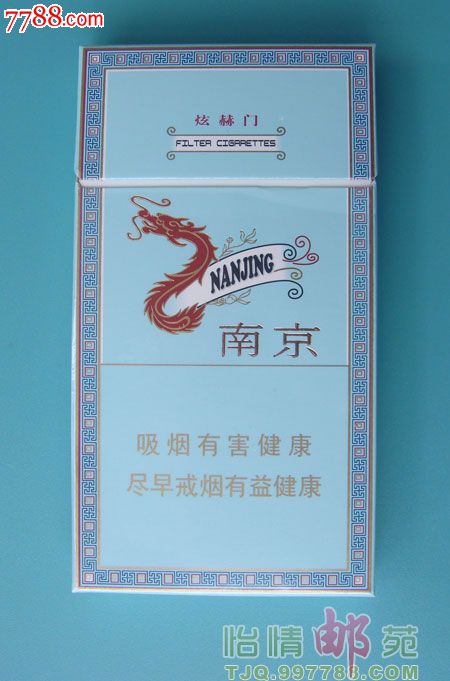 7788.com
炫赫门
FILTER CIGARETTES
NANJING
南京
吸烟有害健康
尽早戒烟有益健康
怡情邮苑
TJQ.997788.COM